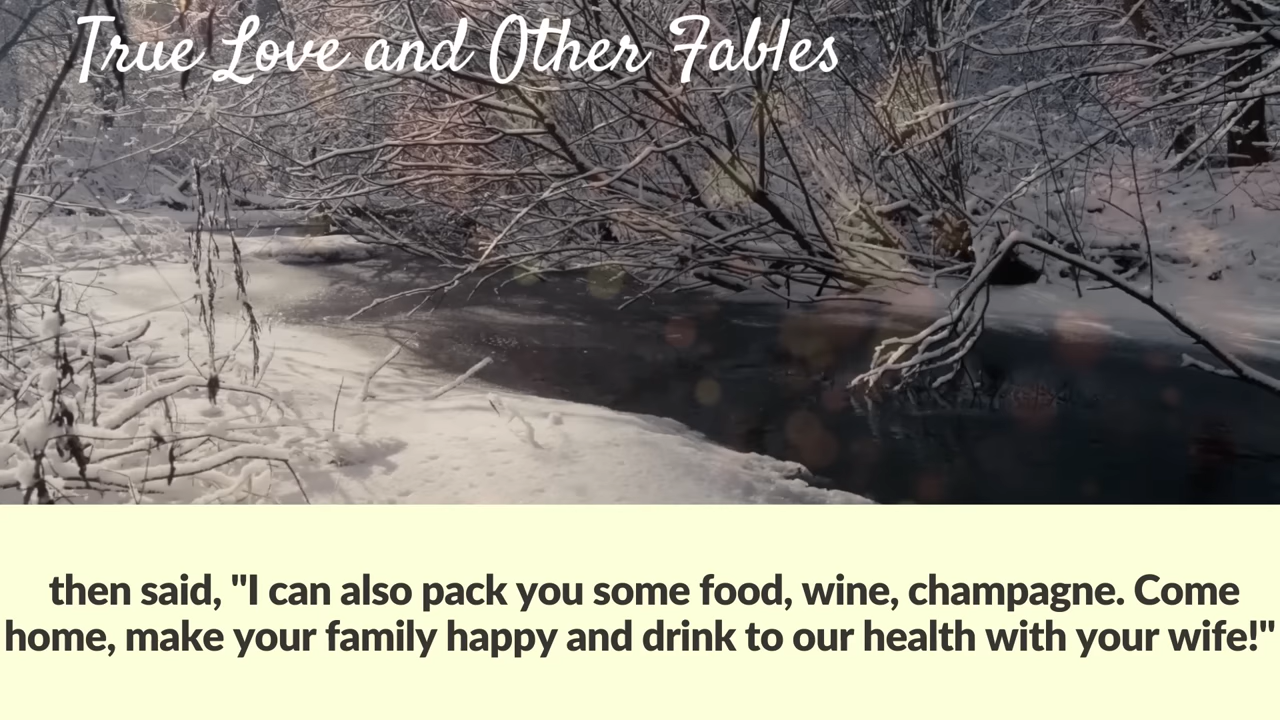 True Love and Other Fables
then said, "I can also pack you some food, wine, champagne. Come
home, make your family happy and drink to our health with your wife!"